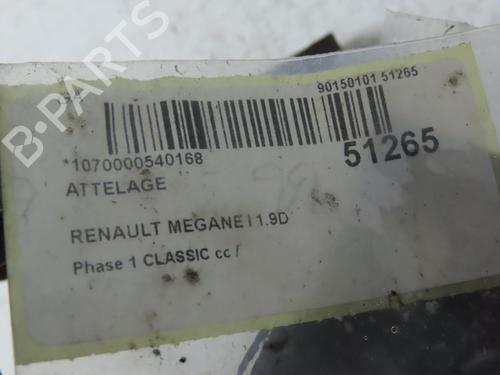 90150101 51265
*1070000540168
51265
ATTELAGE
RENAULT MEGANE I 1.9D
Phase 1 CLASSIC cc /
B-PARTS